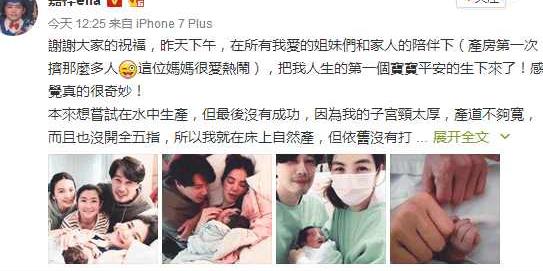 今天 12:25 来自 iPhone 7 Plus
謝謝大家的祝福，昨天下午，在所有我愛的姐妹們和家人的陪伴下（產房第一次
擠那麼多人😜這位媽媽很愛熱鬧），把我人生的第一個寶寶平安的生下來了！感
覺真的很奇妙！
本來想嘗試在水中生產，但最後沒有成功，因為我的子宮頸太厚，產道不夠寬，
而且也沒開全五指，所以我就在床上自然產，但依舊沒有打 ... 展开全文